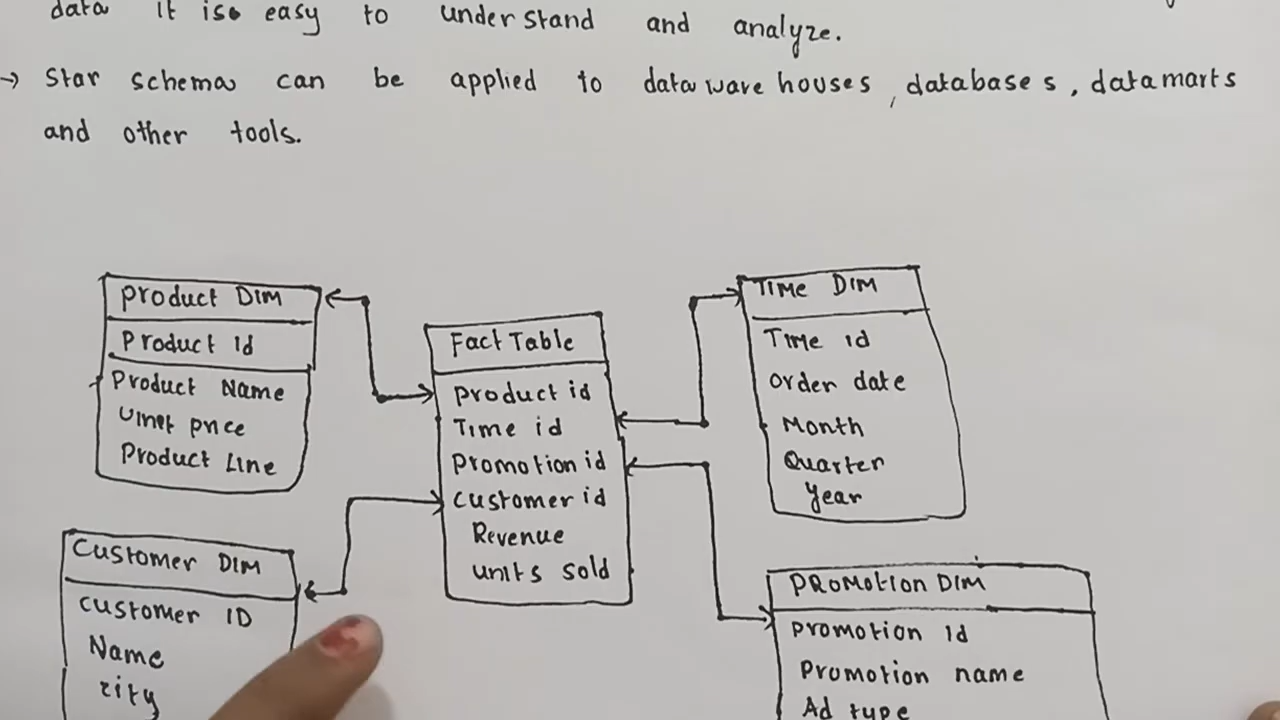 data It is easy to understand and analyze.
→ Star schema can be applied to data warehouses, databases, datamarts
and other tools.
Product DIM
Product Id
Product Name
Unit price
Product Line
Fact Table
Product id
Time id
Promotion id
Customer id
Revenue
units sold
Time DIM
Time id
Order date
Month
Quarter
Year
Customer DIM
Customer ID
Name
City
PROMOTION DIM
Promotion Id
Promotion name
Ad type